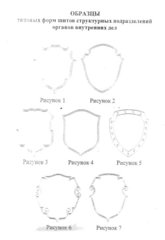 ОБРАЗЦЫ
типовых форм щитов структурных подразделений
органов внутренних дел
Рисунок 1 Рисунок 2
Рисунок 3 Рисунок 4 Рисунок 5
Рисунок 6 Рисунок 7